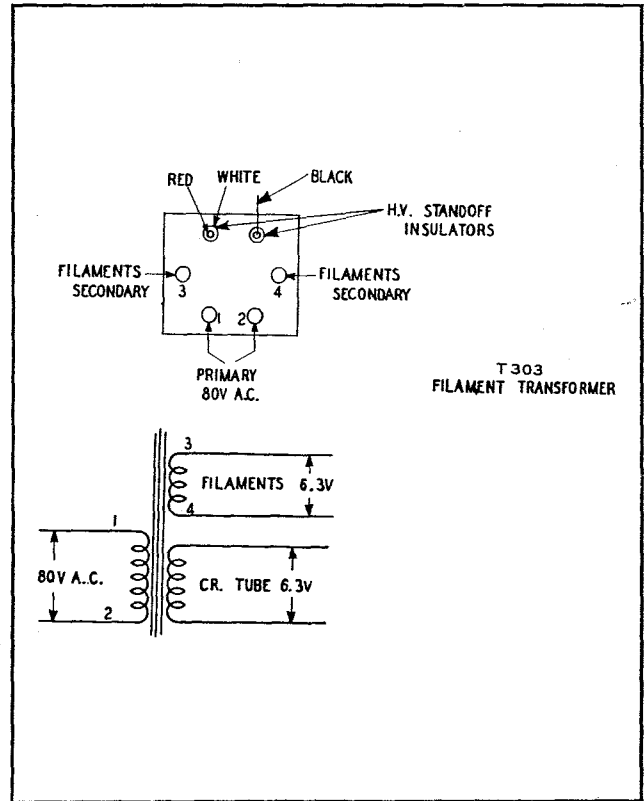 RED
WHITE
BLACK
H.V. STANDOFF
INSULATORS
FILAMENTS
SECONDARY
3
4
FILAMENTS
SECONDARY
1
2
PRIMARY
80V A.C.
T303
FILAMENT TRANSFORMER
3
FILAMENTS 6.3V
4
1
80V A..C.
2
CR. TUBE 6.3V